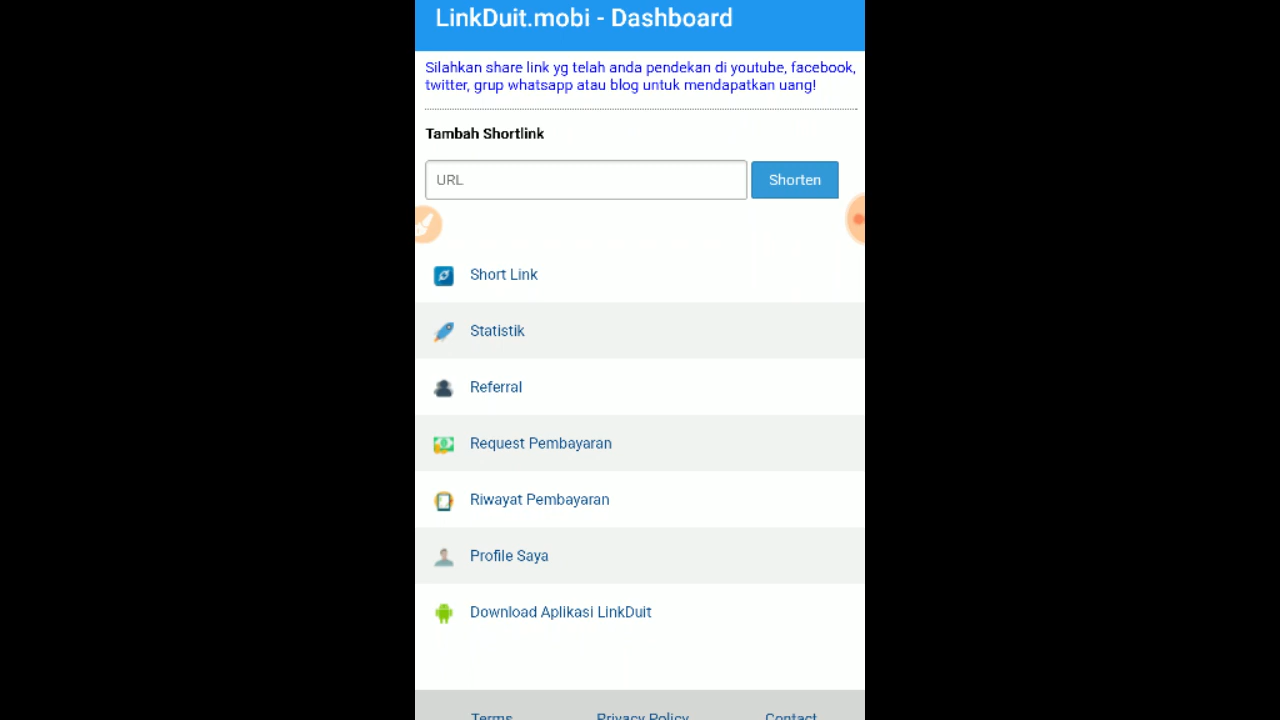 LinkDuit.mobi - Dashboard
Silahkan share link yg telah anda pendekan di youtube, facebook,
twitter, grup whatsapp atau blog untuk mendapatkan uang!
Tambah Shortlink
URL Shorten
Short Link
Statistik
Referral
Request Pembayaran
Riwayat Pembayaran
Profile Saya
Download Aplikasi LinkDuit
Terms Privacy Policy Contact